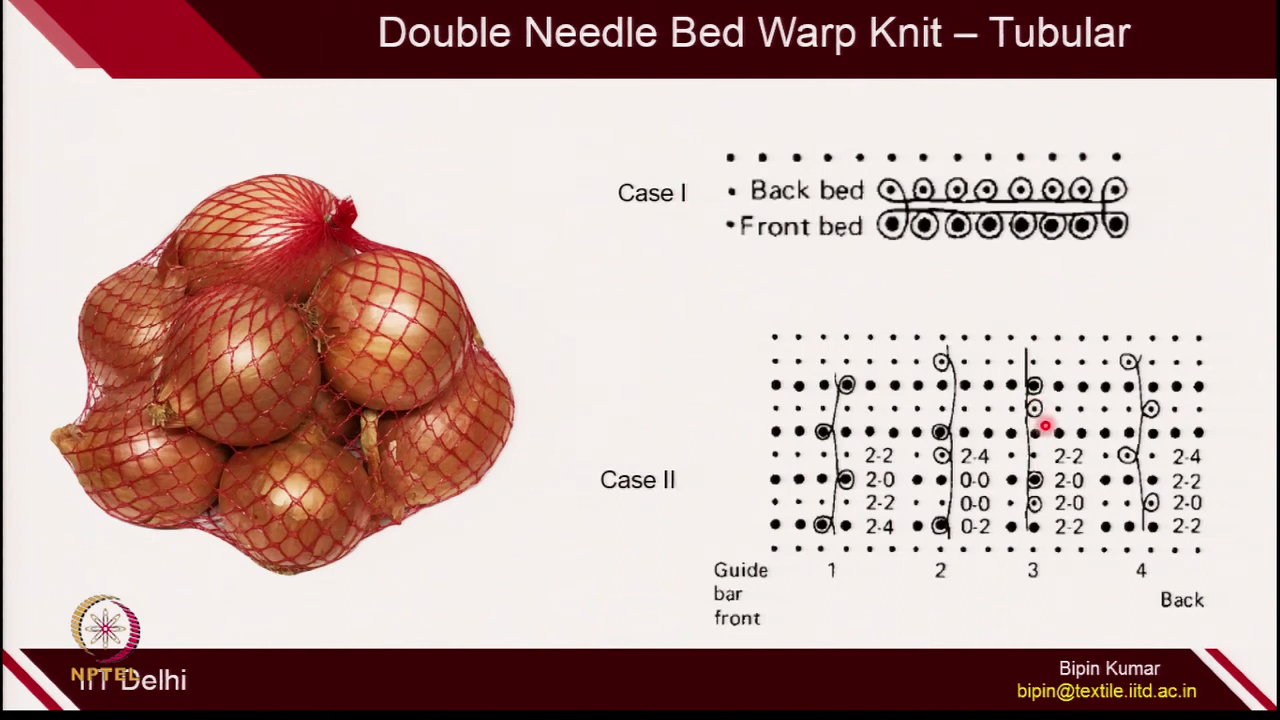 Double Needle Bed Warp Knit – Tubular
Case I
Back bed
Front bed
Case II
2-2 2-4 2-2 2-4
2-0 0-0 2-0 2-2
2-2 0-0 2-0 2-0
2-4 0-2 2-2 2-2
Guide 1 2 3 4
bar
front
Back
NPTEL
IIT Delhi
Bipin Kumar
bipin@textile.iitd.ac.in